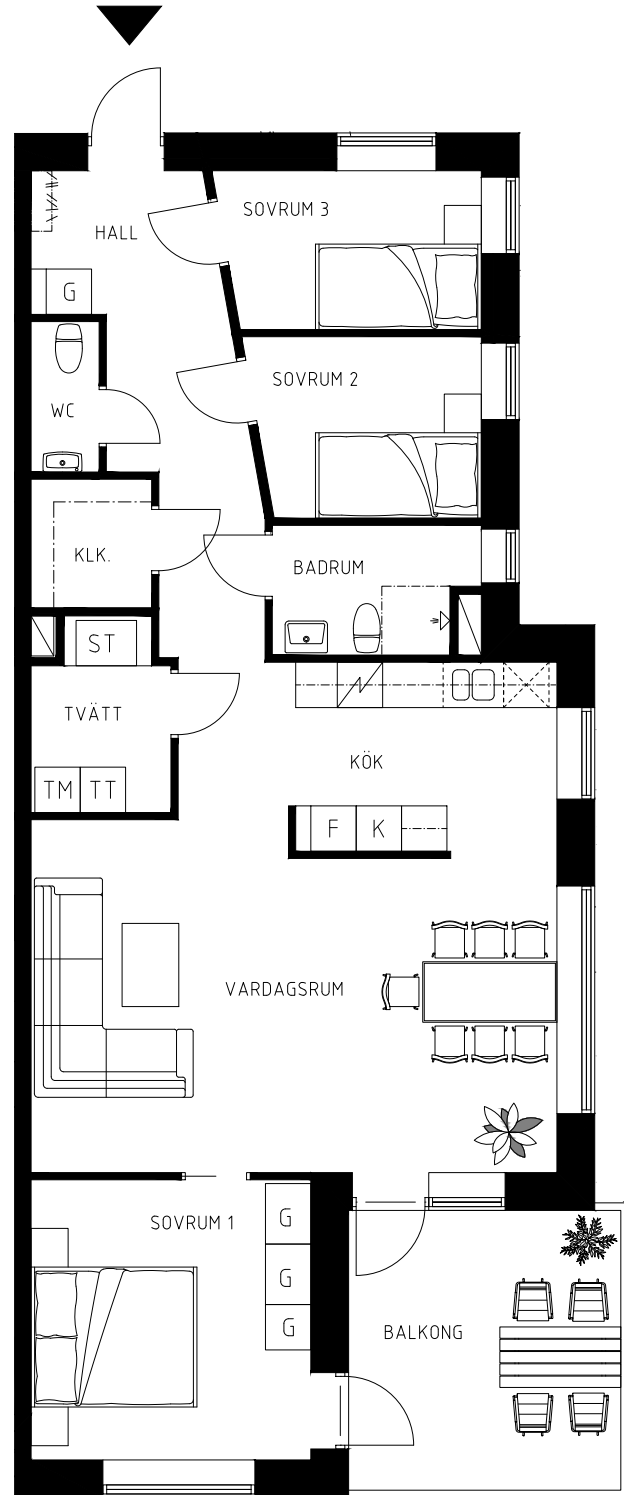 SOVRUM 3
HALL
G
SOVRUM 2
WC
KLK.
BADRUM
ST
TVÄTT
KÖK
TM TT
F K
VARDAGSRUM
SOVRUM 1
G
G
G
BALKONG